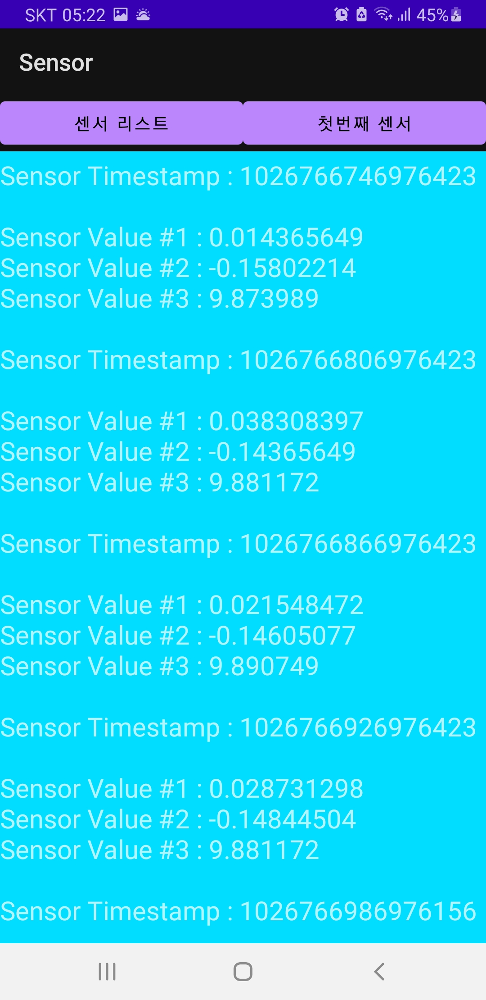 SKT 05:22 45%
Sensor
센서 리스트 첫번째 센서
Sensor Timestamp : 1026766746976423
Sensor Value #1 : 0.014365649
Sensor Value #2 : -0.15802214
Sensor Value #3 : 9.873989
Sensor Timestamp : 1026766806976423
Sensor Value #1 : 0.038308397
Sensor Value #2 : -0.14365649
Sensor Value #3 : 9.881172
Sensor Timestamp : 1026766866976423
Sensor Value #1 : 0.021548472
Sensor Value #2 : -0.14605077
Sensor Value #3 : 9.890749
Sensor Timestamp : 1026766926976423
Sensor Value #1 : 0.028731298
Sensor Value #2 : -0.14844504
Sensor Value #3 : 9.881172
Sensor Timestamp : 1026766986976156